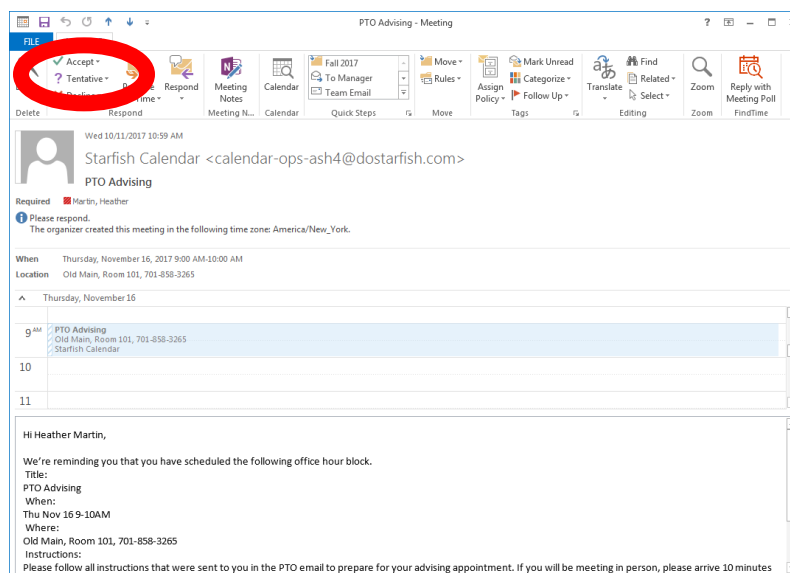 PTO Advising - Meeting
?
FILE
Accept
Tentative
Respond
Meeting Notes
Calendar
Fall 2017
To Manager
Team Email
Move
Rules
Assign Policy
Mark Unread
Categorize
Follow Up
Translate
Find
Related
Select
Zoom
Reply with Meeting Poll
Delete
Respond
Meeting N...
Calendar
Quick Steps
Move
Tags
Editing
Zoom
FindTime
Wed 10/11/2017 10:59 AM
Starfish Calendar <calendar-ops-ash4@dostarfish.com>
PTO Advising
Required Martin, Heather
Please respond.
The organizer created this meeting in the following time zone: America/New_York.
When Thursday, November 16, 2017 9:00 AM-10:00 AM
Location Old Main, Room 101, 701-858-3265
Thursday, November 16
9 AM PTO Advising
Old Main, Room 101, 701-858-3265
Starfish Calendar
10
11
Hi Heather Martin,
We're reminding you that you have scheduled the following office hour block.
Title:
PTO Advising
When:
Thu Nov 16 9-10AM
Where:
Old Main, Room 101, 701-858-3265
Instructions:
Please follow all instructions that were sent to you in the PTO email to prepare for your advising appointment. If you will be meeting in person, please arrive 10 minutes